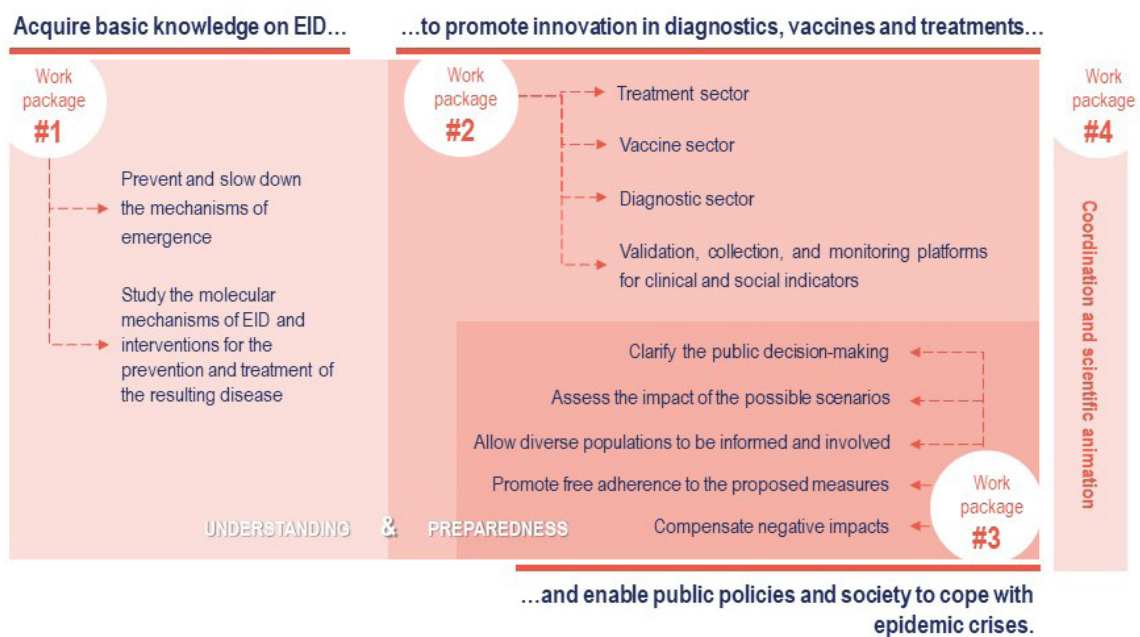 Acquire basic knowledge on EID…
…to promote innovation in diagnostics, vaccines and treatments…
Work
package
#1
Prevent and slow down
the mechanisms of
emergence
Study the molecular
mechanisms of EID and
interventions for the
prevention and treatment of
the resulting disease
Work
package
#2
Treatment sector
Vaccine sector
Diagnostic sector
Validation, collection, and monitoring platforms
for clinical and social indicators
Clarify the public decision-making
Assess the impact of the possible scenarios
Allow diverse populations to be informed and involved
Promote free adherence to the proposed measures
Compensate negative impacts
Work
package
#3
UNDERSTANDING & PREPAREDNESS
…and enable public policies and society to cope with
epidemic crises.
Work
package
#4
Coordination and scientific animation